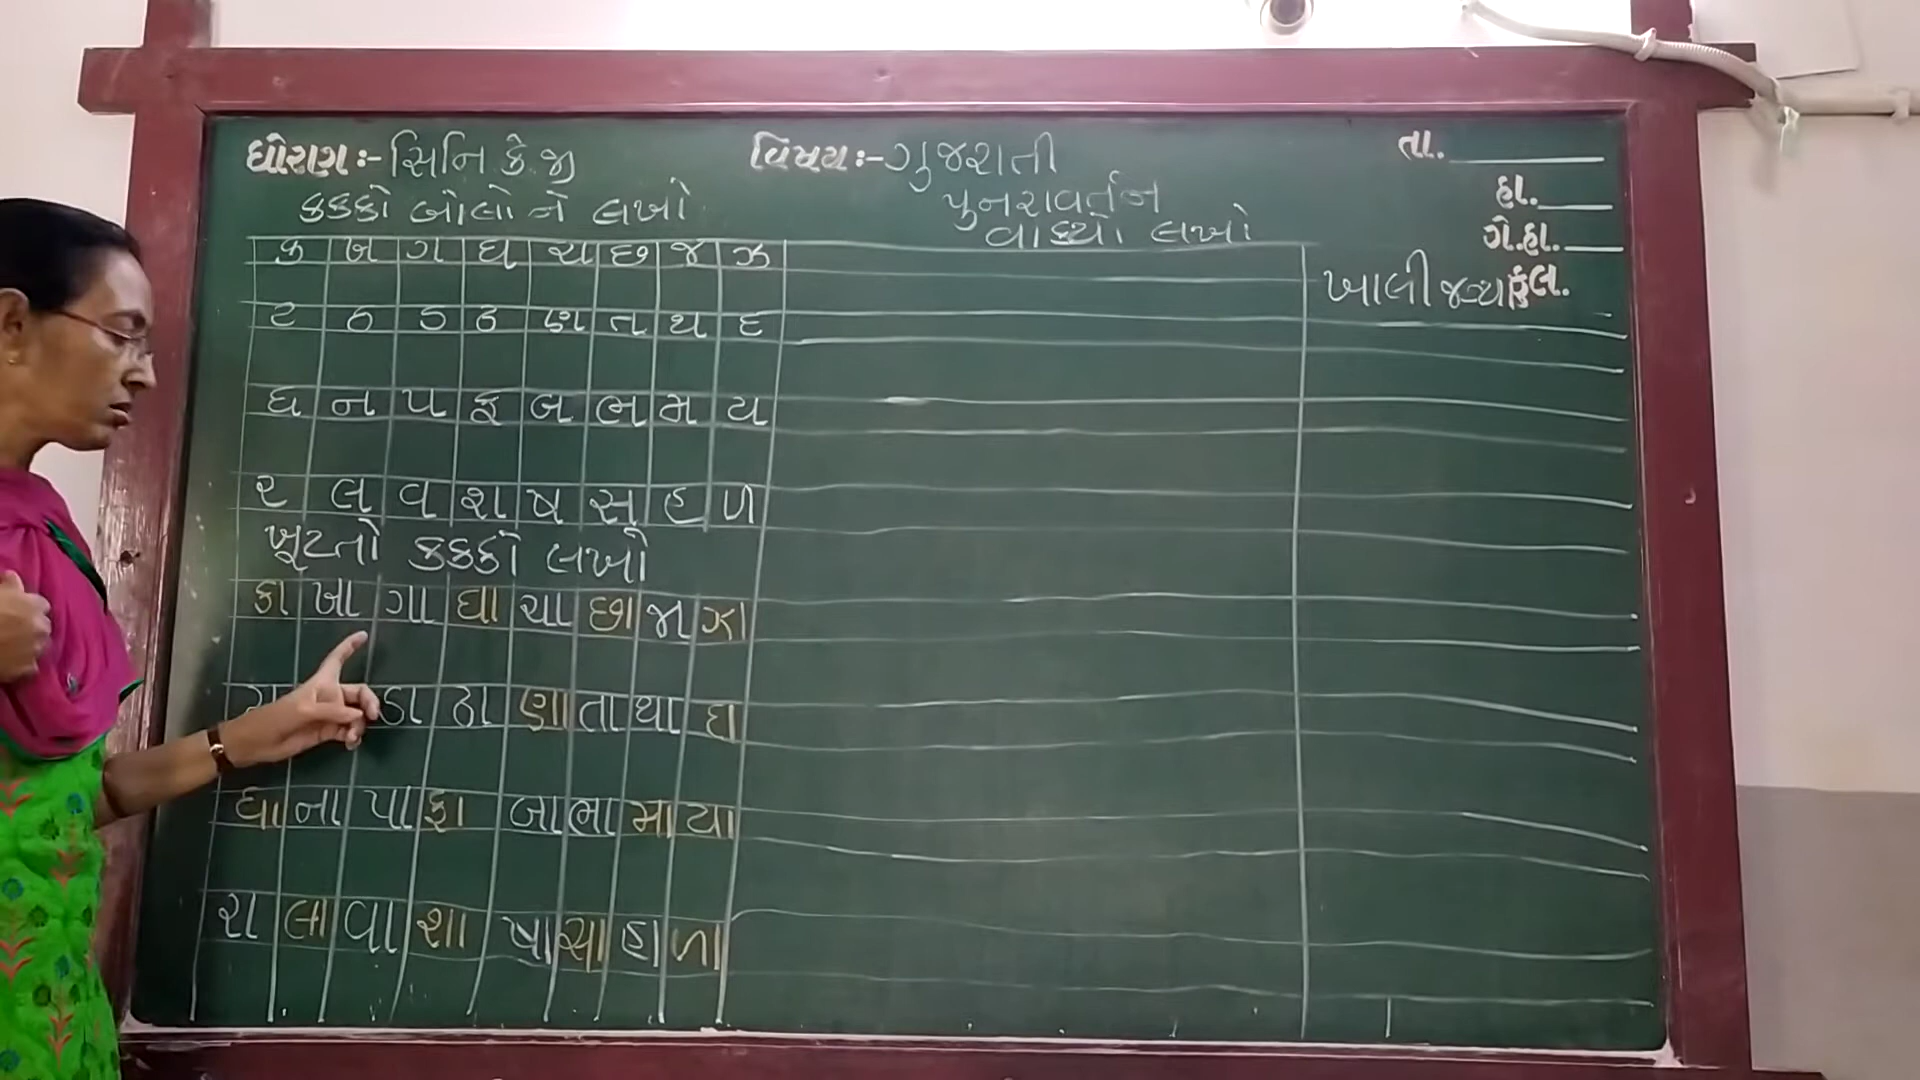 ધોરણ:- સિનિ કે જી
વિષય:- ગુજરાતી
તા.
કક્કો બોલો ને લખો
પુનરાવર્તન
હા.
વાક્યો લખો
ગે.હા.
ક ખ ગ ઘ ચ છ જ ઝ
ખાલી જગ્યા
કુલ.
ટ ઠ ડ ઢ ણ ત થ દ
ધ ન પ ફ બ ભ મ ય
ર લ વ શ ષ સ હ ળ
ખૂટતો કક્કો લખો
કા ખા ગા ઘા ચા છા જા ઝા
ડા ઢા ણા તા થા દા
ધા ના પા ફા બા ભા મા યા
રા લા વા શા ષા સા હા ળા